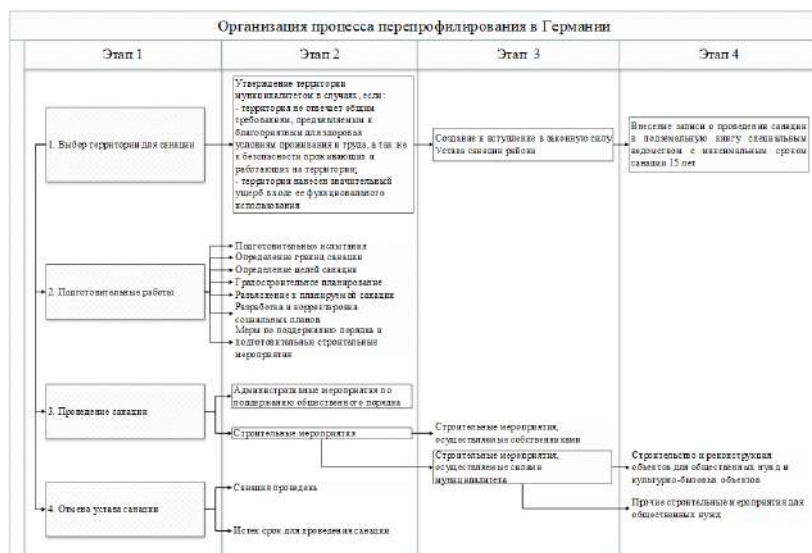 Организация процесса перепрофилирования в Германии
Этап 1
Этап 2
Этап 3
Этап 4
1. Выбор территории для санации
Утверждение территории
муниципалитетом в случаях, если:
- территория не отвечает общим
требованиям, предъявляемым к
благоприятным для здоровья
условиям проживания и труда, а так же
к безопасности проживающих и
работающих на территории;
- территории нанесен значительный
ущерб в ходе ее функционального
использования
Создание и вступление в законную силу
Устава санации района
Внесение записи о проведении санации
в поземельную книгу специальным
ведомством с максимальным сроком
санации 15 лет
2. Подготовительные работы
Подготовительные испытания
Определение границ санации
Определение целей санации
Градостроительное планирование
Разъяснение к планируемой санации
Разработка и корректировка
социальных планов
Меры по поддержанию порядка и
подготовительные строительные
мероприятия
3. Проведение санации
Административные мероприятия по
поддержанию общественного порядка
Строительные мероприятия
Строительные мероприятия,
осуществляемые собственниками
Строительные мероприятия,
осуществляемые силами
муниципалитета
Строительство и реконструкция
объектов для общественных нужд и
культурно-бытовых объектов
Прочие строительные мероприятия для
общественных нужд
4. Отмена устава санации
Санация проведена
Истек срок для проведения санации